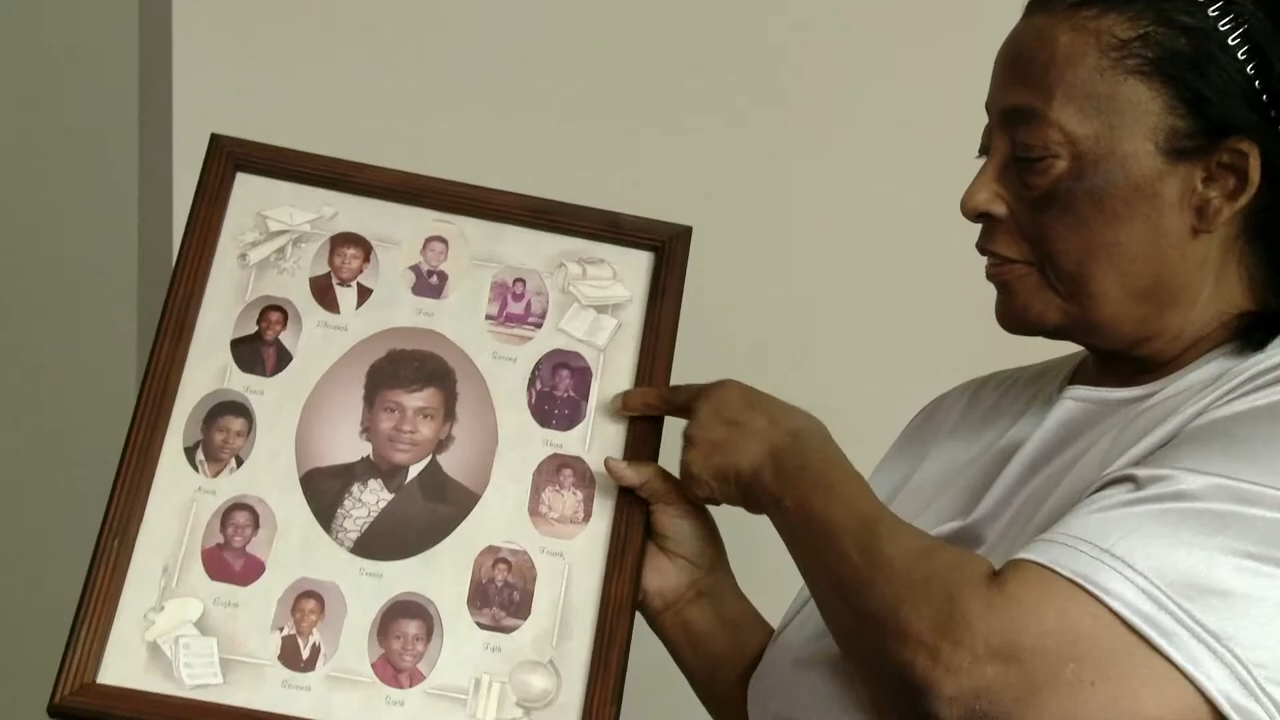 First
Second
Third
Fourth
Fifth
Sixth
Seventh
Eighth
Ninth
Tenth
Eleventh
Senior